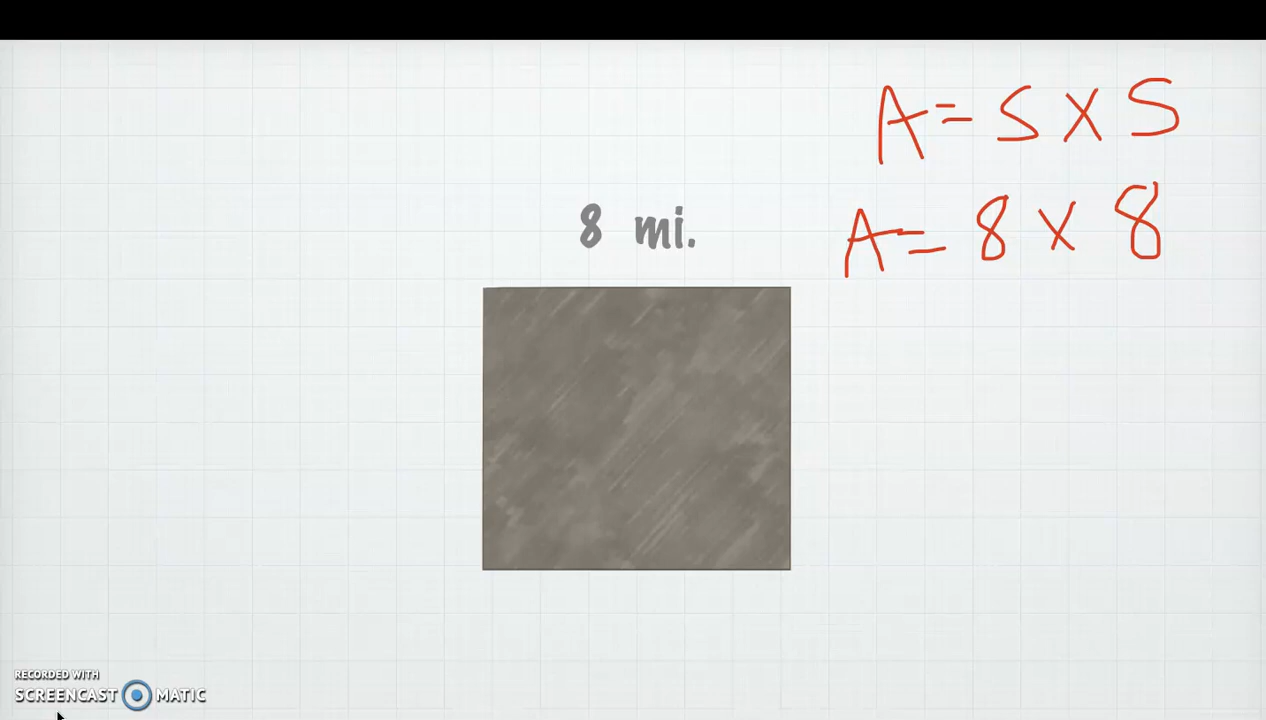 A = S X S
8 mi.
A = 8 X 8
RECORDED WITH
SCREENCAST MATIC